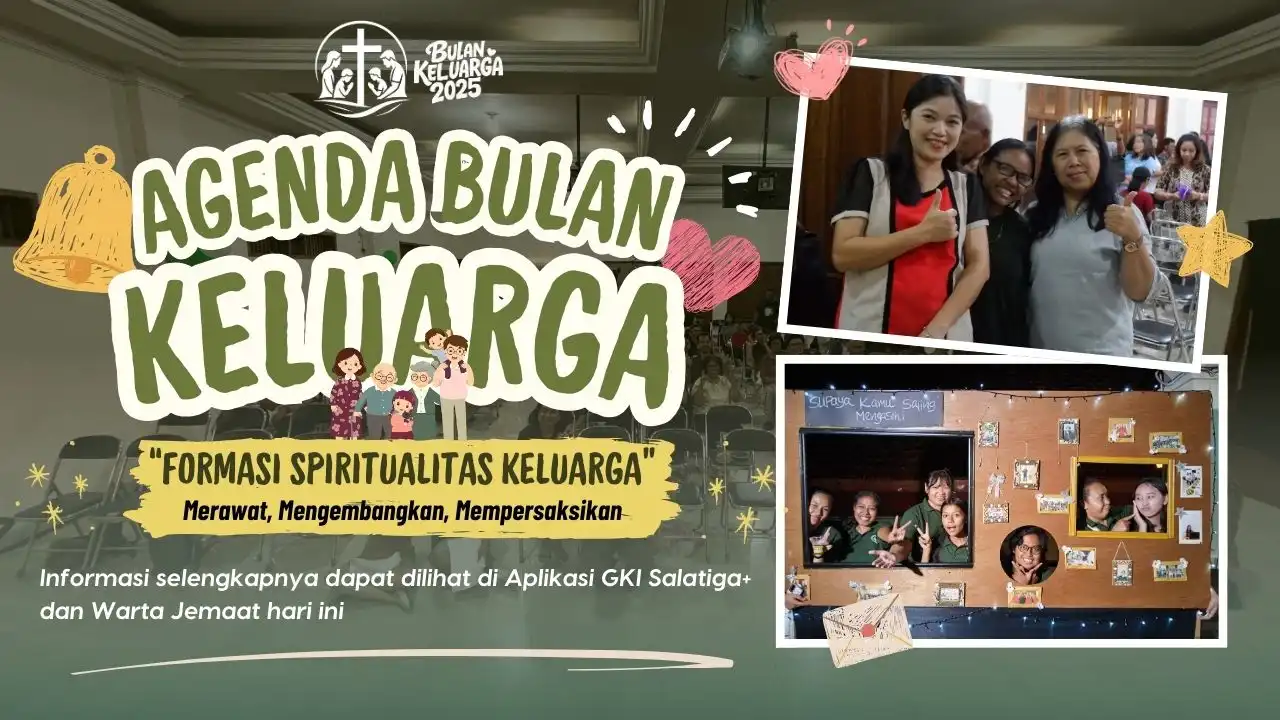 BULAN
KELUARGA
2025
AGENDA BULAN
KELUARGA
"FORMASI SPIRITUALITAS KELUARGA"
Merawat, Mengembangkan, Mempersaksikan
Informasi selengkapnya dapat dilihat di Aplikasi GKI Salatiga+
dan Warta Jemaat hari ini
SUPAYA Kamu Saling
Mengasihi